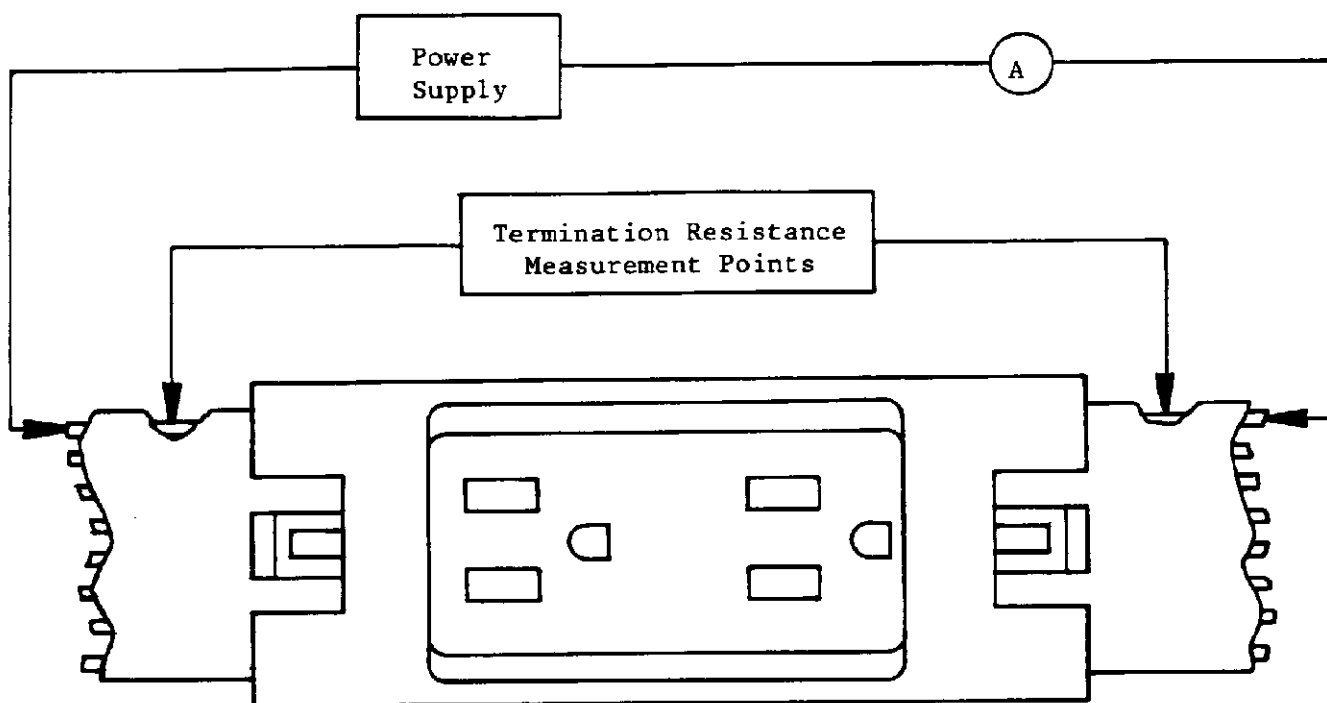 Power
Supply
A
Termination Resistance
Measurement Points